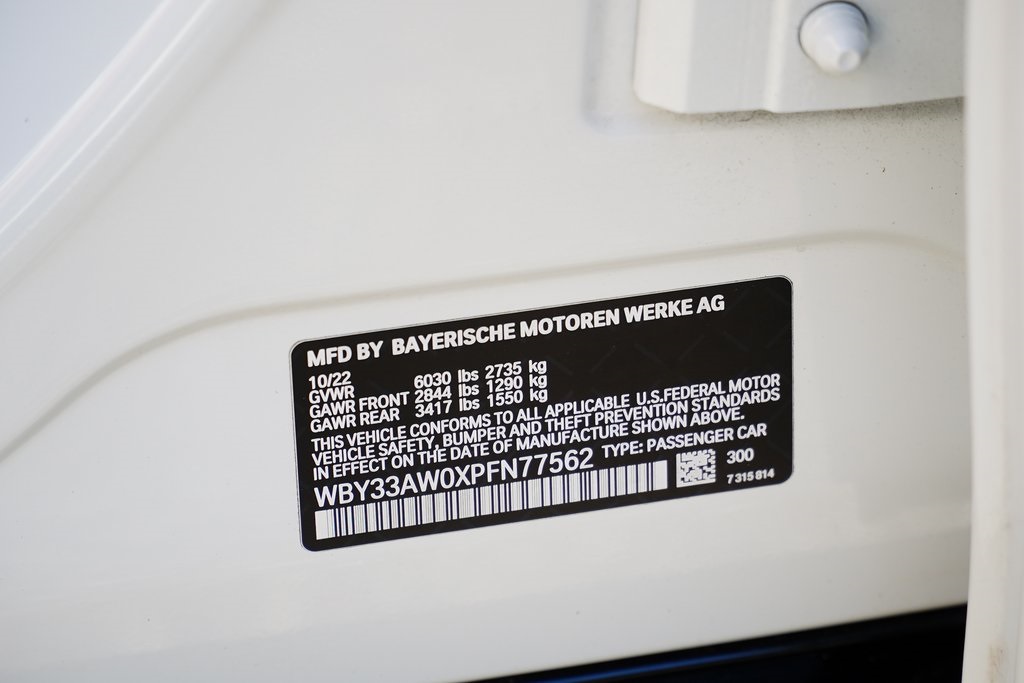 MFD BY BAYERISCHE MOTOREN WERKE AG
10/22
GVWR 6030 lbs 2735 kg
GAWR FRONT 2844 lbs 1290 kg
GAWR REAR 3417 lbs 1550 kg
THIS VEHICLE CONFORMS TO ALL APPLICABLE U.S.FEDERAL MOTOR
VEHICLE SAFETY, BUMPER AND THEFT PREVENTION STANDARDS
IN EFFECT ON THE DATE OF MANUFACTURE SHOWN ABOVE.
WBY33AW0XPFN77562 TYPE: PASSENGER CAR
300
7 315 814